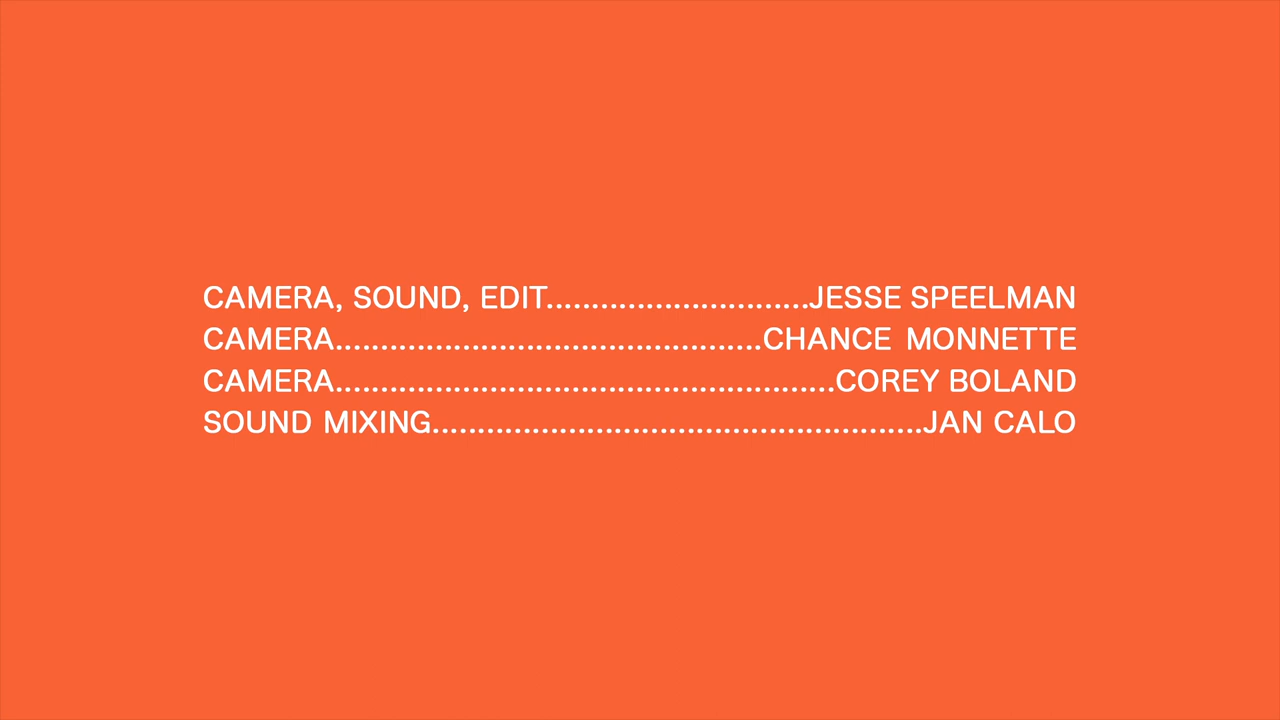 CAMERA, SOUND, EDIT.............................JESSE SPEELMAN
CAMERA...............................................CHANCE MONNETTE
CAMERA.......................................................COREY BOLAND
SOUND MIXING......................................................JAN CALO